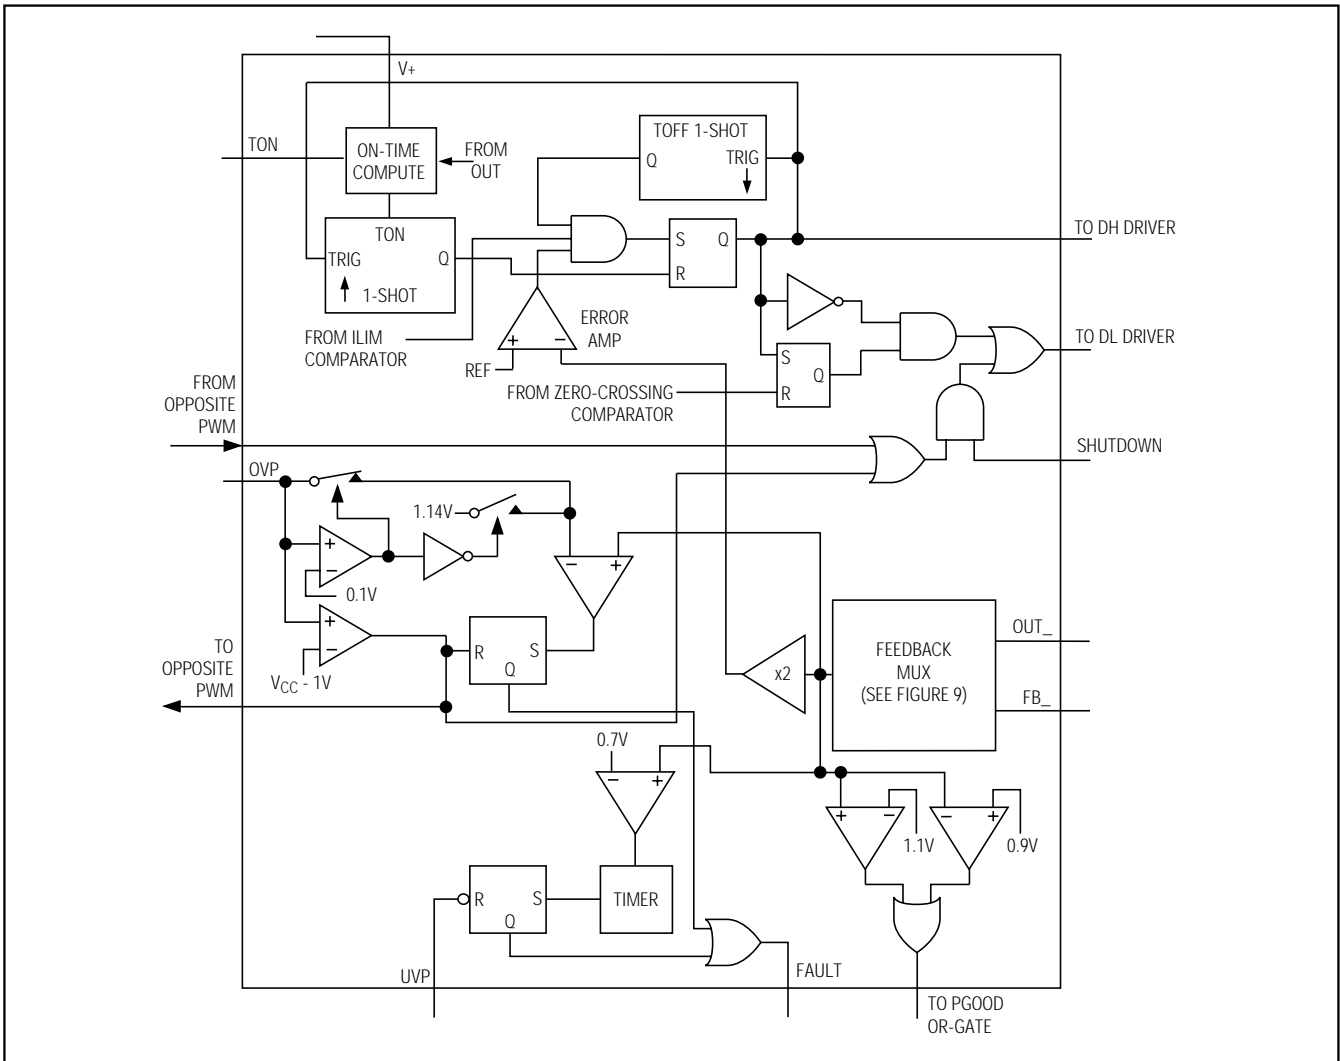 V+
TON
ON-TIME
COMPUTE
FROM
OUT
TOFF 1-SHOT
Q
TRIG
TON
TRIG
Q
1-SHOT
S
Q
R
TO DH DRIVER
FROM ILIM
COMPARATOR
+
−
ERROR
AMP
REF
TO DL DRIVER
S
Q
R
FROM ZERO-CROSSING
COMPARATOR
FROM
OPPOSITE
PWM
SHUTDOWN
OVP
1.14V
+
−
0.1V
−
+
+
−
VCC - 1V
R
S
Q
TO
OPPOSITE
PWM
x2
FEEDBACK
MUX
(SEE FIGURE 9)
OUT_
FB_
0.7V
−
+
+
−
1.1V
−
+
0.9V
R
S
Q
TIMER
UVP
FAULT
TO PGOOD
OR-GATE